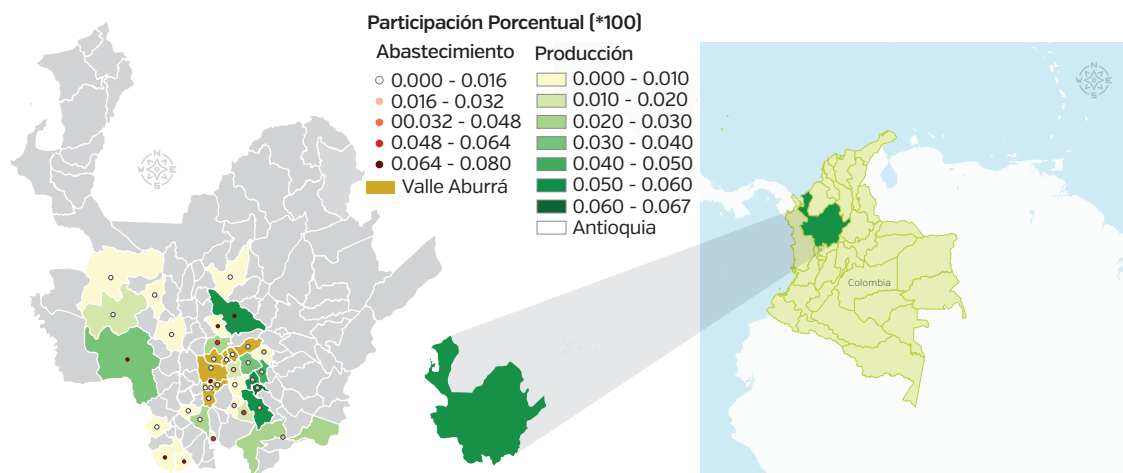 Participación Porcentual (*100)
Abastecimiento
0.000 - 0.016
0.016 - 0.032
00.032 - 0.048
0.048 - 0.064
0.064 - 0.080
Valle Aburrá
Producción
0.000 - 0.010
0.010 - 0.020
0.020 - 0.030
0.030 - 0.040
0.040 - 0.050
0.050 - 0.060
0.060 - 0.067
Antioquia
N
W E
S
N
W E
S
Colombia